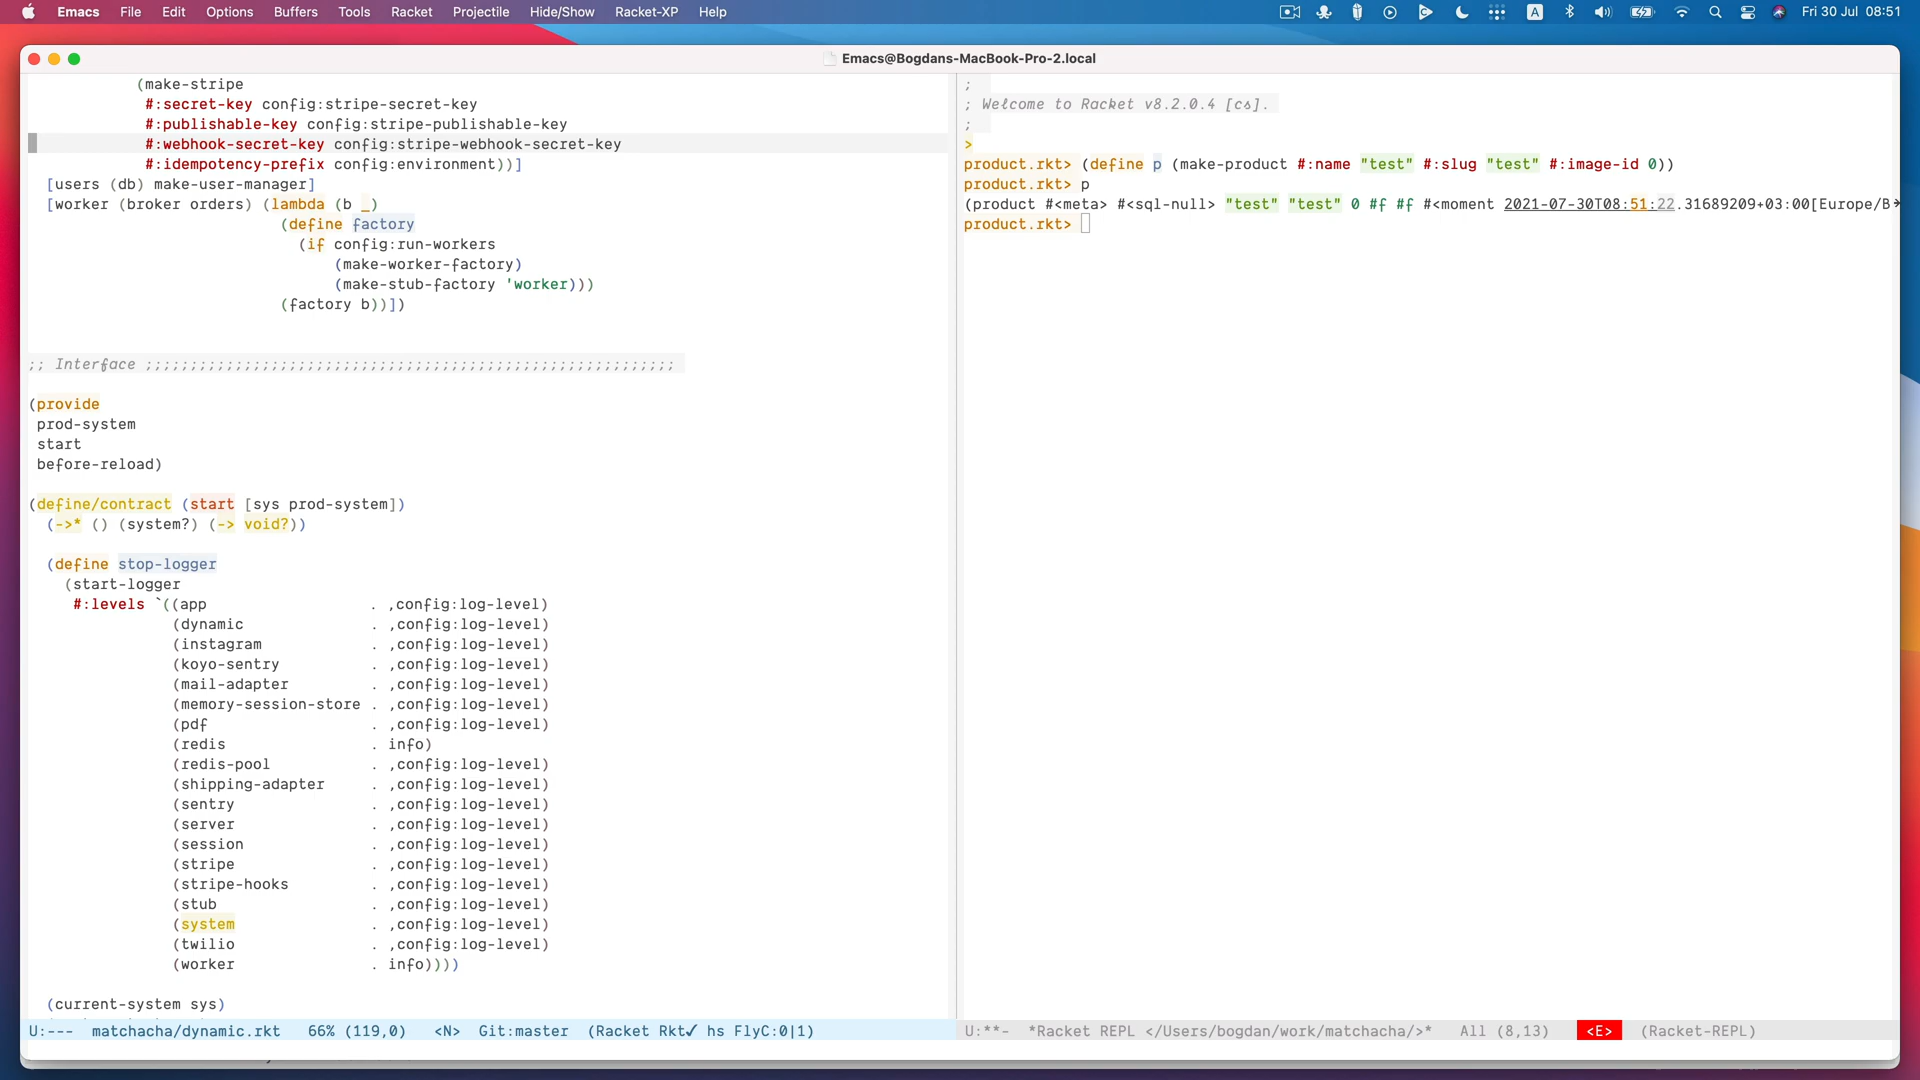 Emacs File Edit Options Buffers Tools Racket Projectile Hide/Show Racket-XP Help
A Fri 30 Jul 08:51
Emacs@Bogdans-MacBook-Pro-2.local
(make-stripe
#:secret-key config:stripe-secret-key
#:publishable-key config:stripe-publishable-key
#:webhook-secret-key config:stripe-webhook-secret-key
#:idempotency-prefix config:environment))]
[users (db) make-user-manager]
[worker (broker orders) (lambda (b _)
(define factory
(if config:run-workers
(make-worker-factory)
(make-stub-factory 'worker)))
(factory b))])
;; Interface ;;;;;;;;;;;;;;;;;;;;;;;;;;;;;;;;;;;;;;;;;;;;;;;;;;;;;;;;;;;
(provide
prod-system
start
before-reload)
(define/contract (start [sys prod-system])
(->* () (system?) (-> void?))
(define stop-logger
(start-logger
#:levels `((app . ,config:log-level)
(dynamic . ,config:log-level)
(instagram . ,config:log-level)
(koyo-sentry . ,config:log-level)
(mail-adapter . ,config:log-level)
(memory-session-store . ,config:log-level)
(pdf . ,config:log-level)
(redis . info)
(redis-pool . ,config:log-level)
(shipping-adapter . ,config:log-level)
(sentry . ,config:log-level)
(server . ,config:log-level)
(session . ,config:log-level)
(stripe . ,config:log-level)
(stripe-hooks . ,config:log-level)
(stub . ,config:log-level)
(system . ,config:log-level)
(twilio . ,config:log-level)
(worker . info))))
(current-system sys)
U:--- matchacha/dynamic.rkt 66% (119,0) <N> Git:master (Racket Rkt✓ hs FlyC:0|1)
;
; Welcome to Racket v8.2.0.4 [cs].
;
>
product.rkt> (define p (make-product #:name "test" #:slug "test" #:image-id 0))
product.rkt> p
(product #<meta> #<sql-null> "test" "test" 0 #f #f #<moment 2021-07-30T08:51:22.31689209+03:00[Europe/B
product.rkt>
U:**- *Racket REPL </Users/bogdan/work/matchacha/>* All (8,13) <E> (Racket-REPL)